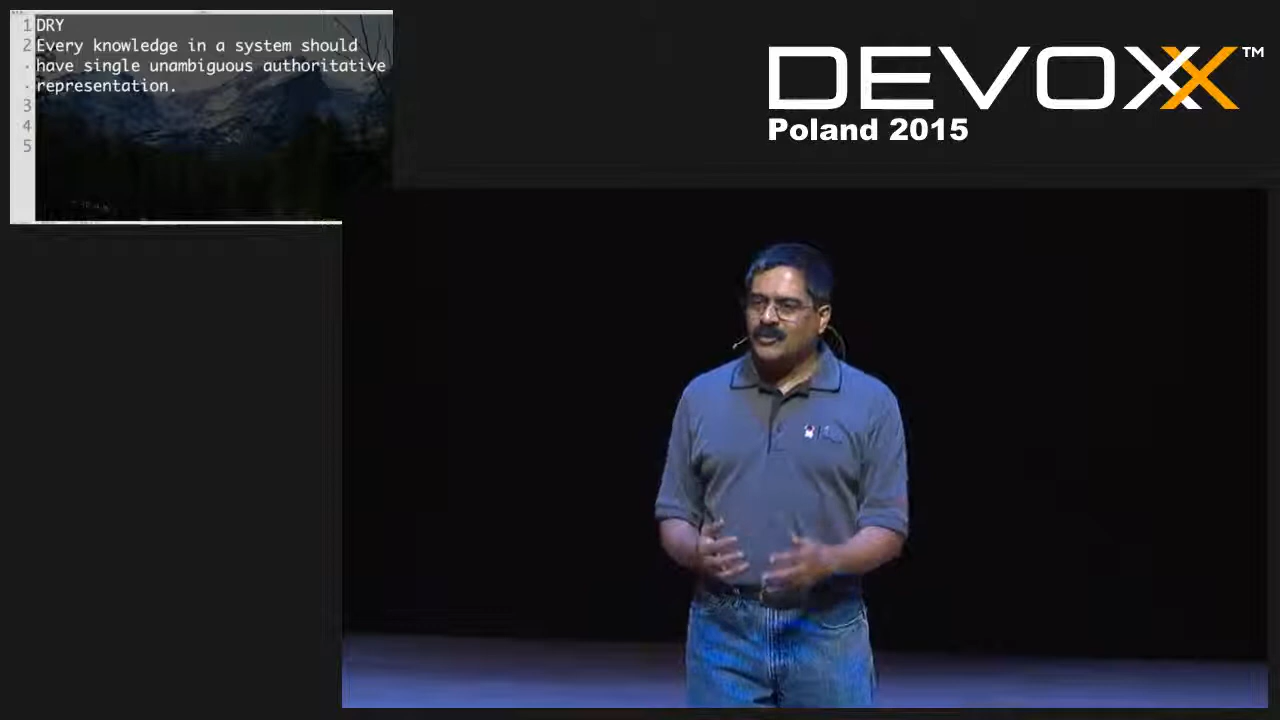 1 DRY
2 Every knowledge in a system should
· have single unambiguous authoritative
· representation.
3
4
5
DEVOXX™
Poland 2015